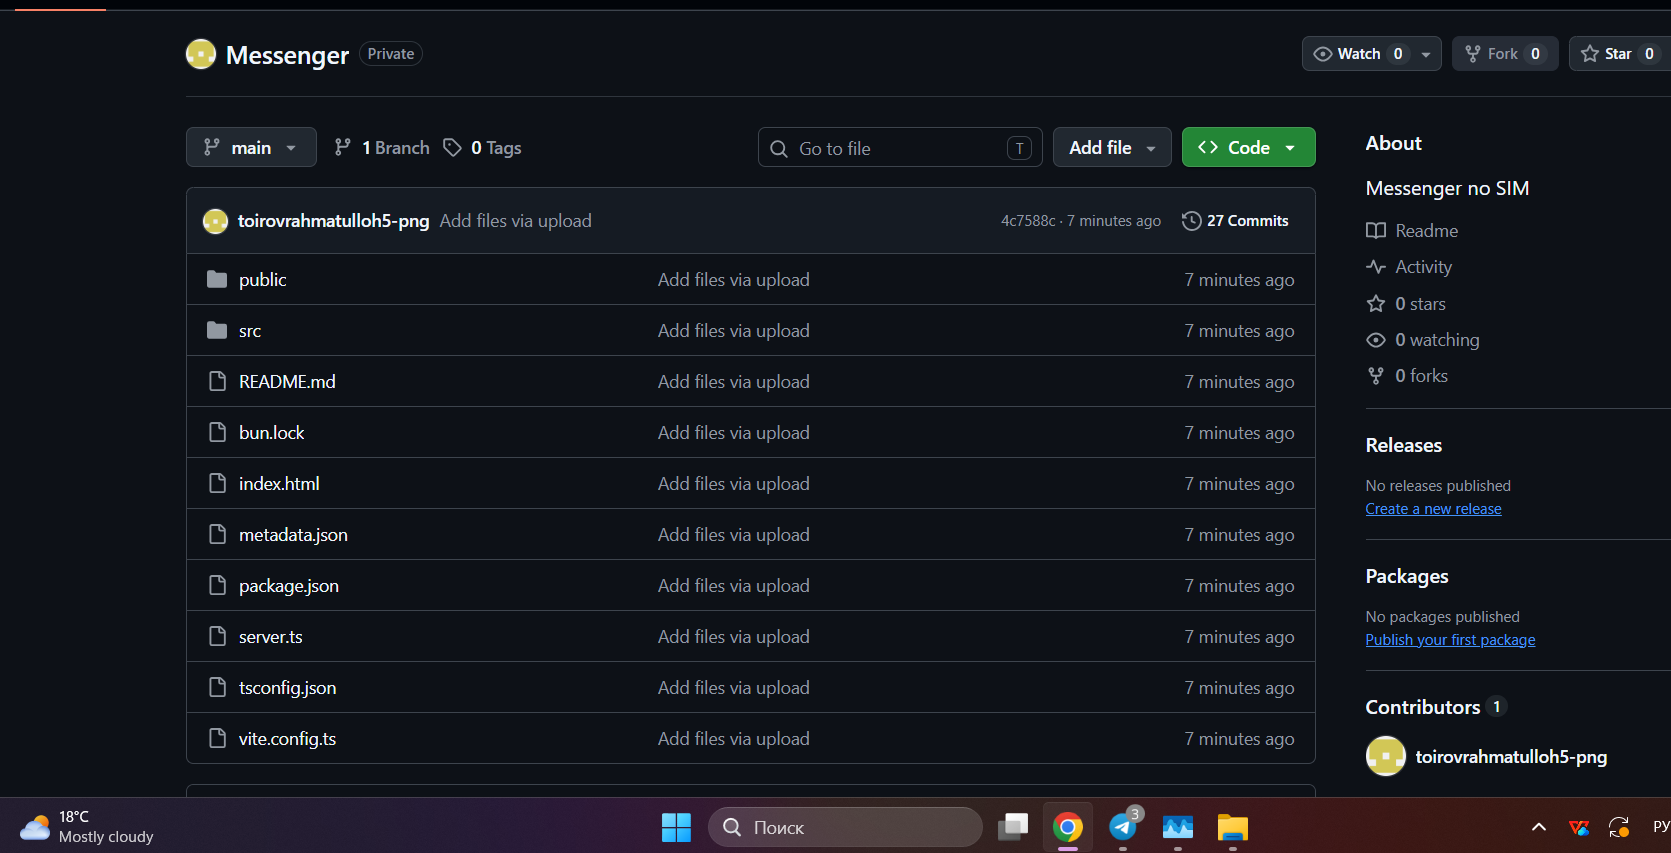 Messenger Private
Watch 0 Fork 0 Star 0
main 1 Branch 0 Tags
Go to file T Add file Code
toirovrahmatulloh5-png Add files via upload 4c7588c · 7 minutes ago 27 Commits
public Add files via upload 7 minutes ago
src Add files via upload 7 minutes ago
README.md Add files via upload 7 minutes ago
bun.lock Add files via upload 7 minutes ago
index.html Add files via upload 7 minutes ago
metadata.json Add files via upload 7 minutes ago
package.json Add files via upload 7 minutes ago
server.ts Add files via upload 7 minutes ago
tsconfig.json Add files via upload 7 minutes ago
vite.config.ts Add files via upload 7 minutes ago
About
Messenger no SIM
Readme
Activity
0 stars
0 watching
0 forks
Releases
No releases published
Create a new release
Packages
No packages published
Publish your first package
Contributors 1
toirovrahmatulloh5-png
18°C
Mostly cloudy
Поиск
3
РУ